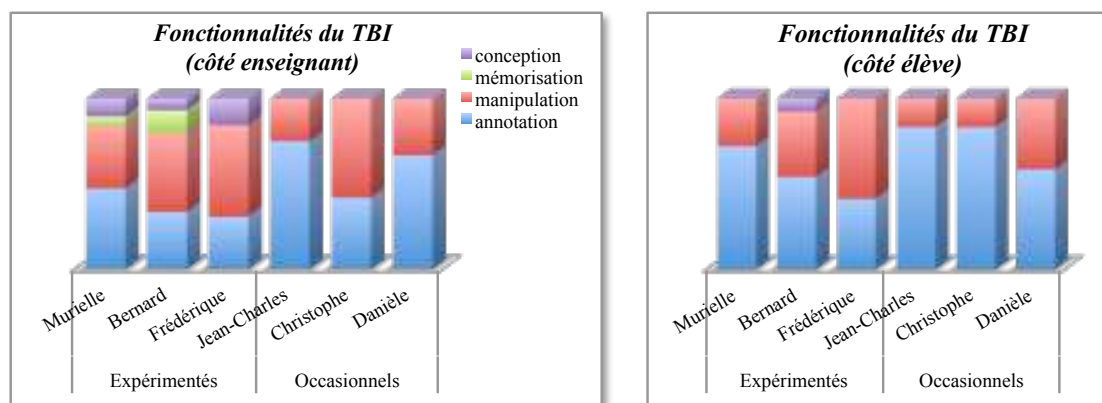 Fonctionnalités du TBI
(côté enseignant)
conception
mémorisation
manipulation
annotation
Murielle
Bernard
Frédérique
Jean-Charles
Christophe
Danièle
Expérimentés
Occasionnels
Fonctionnalités du TBI
(côté élève)
Murielle
Bernard
Frédérique
Jean-Charles
Christophe
Danièle
Expérimentés
Occasionnels